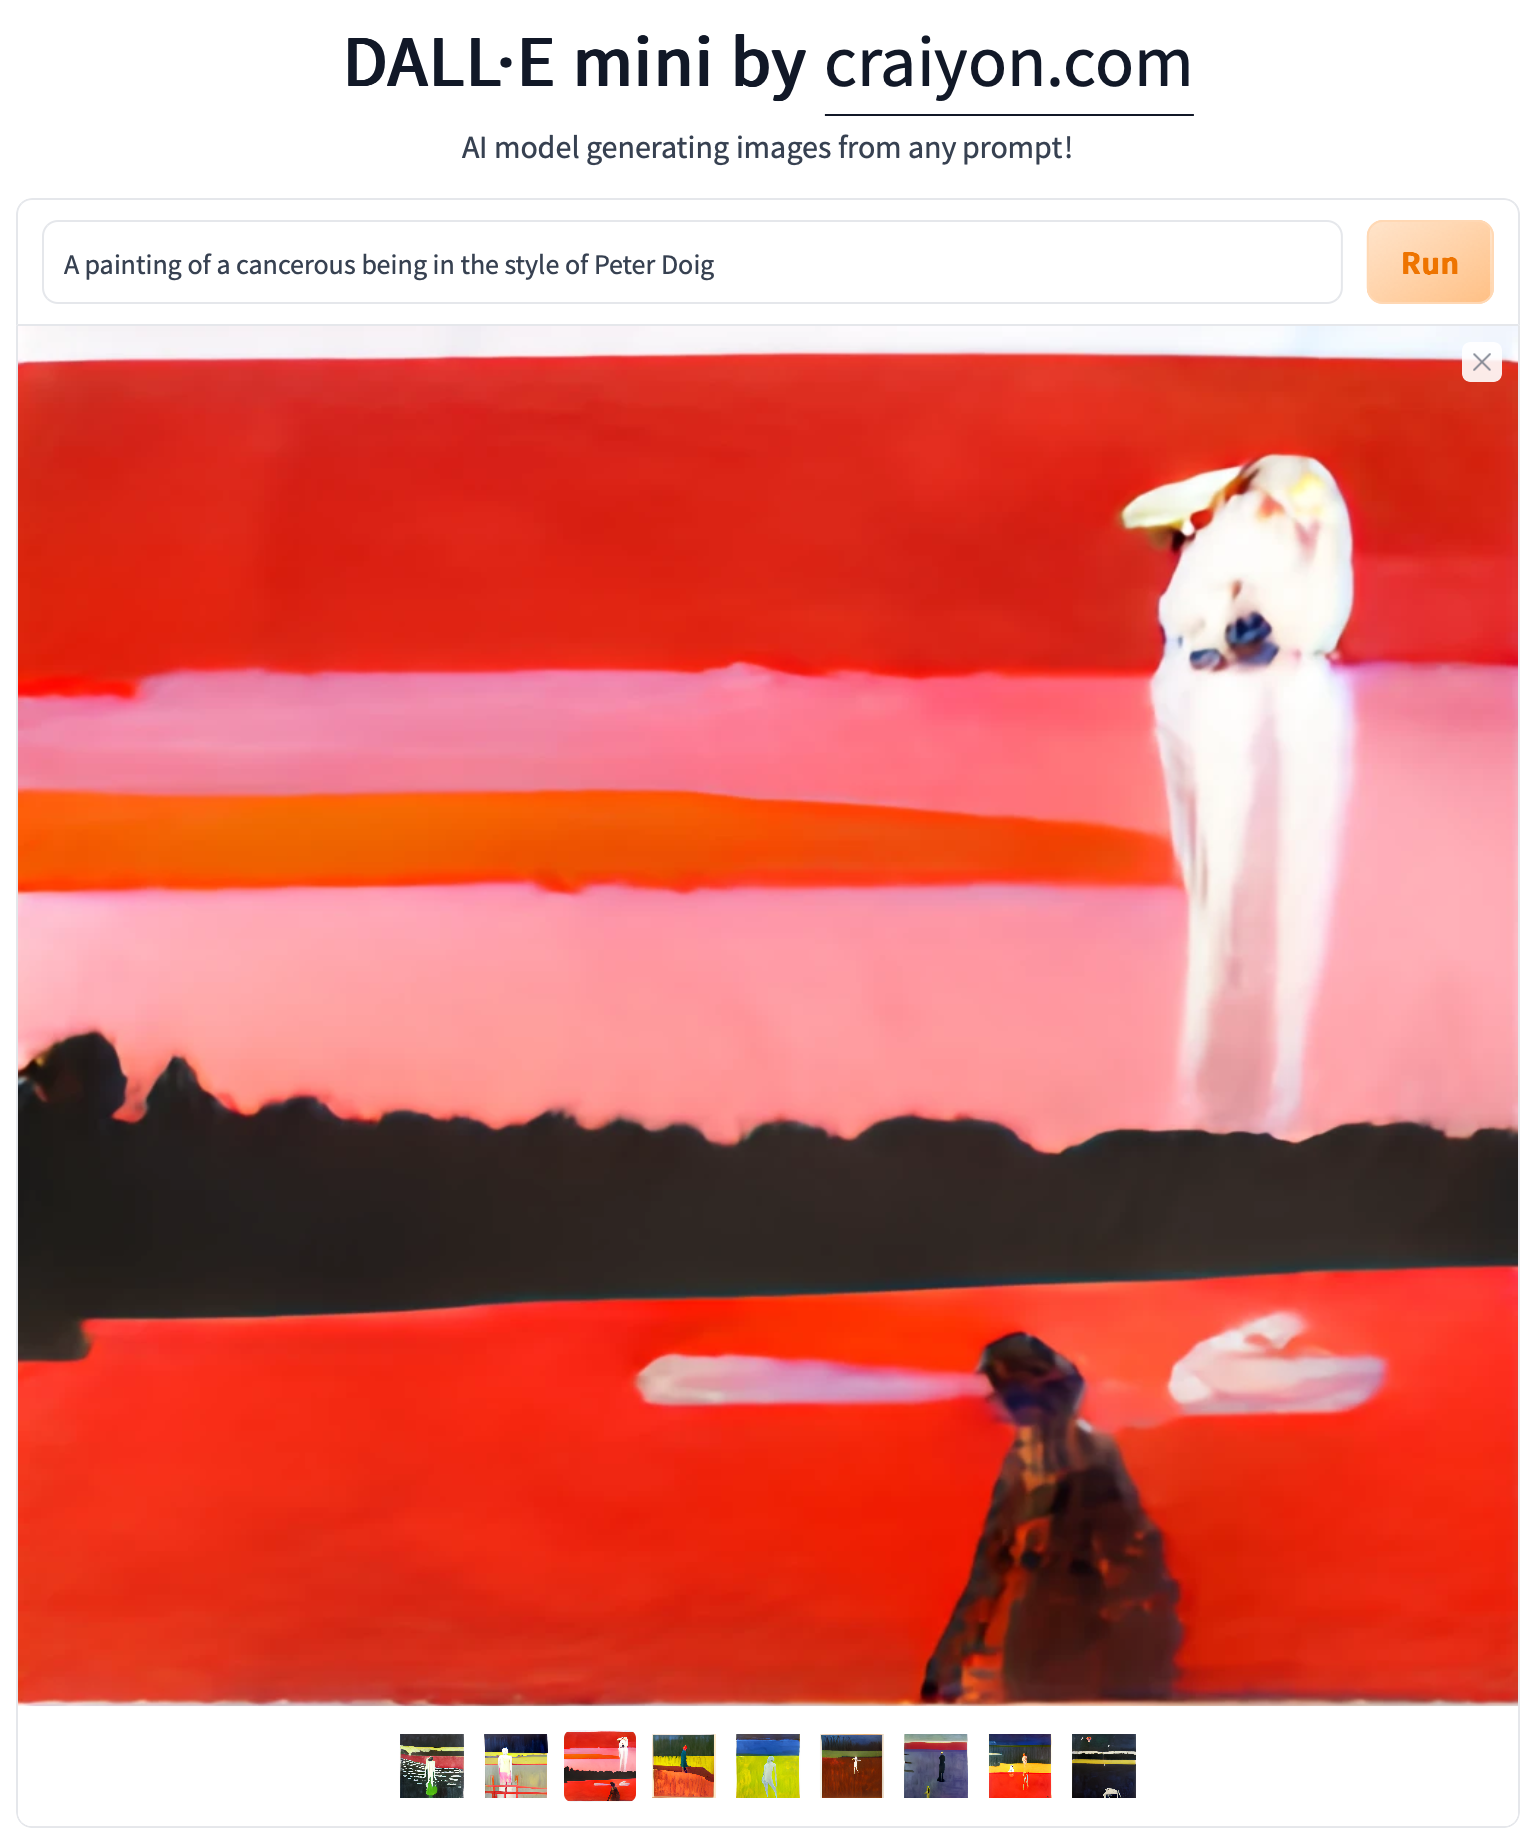 DALL·E mini by craiyon.com
AI model generating images from any prompt!
A painting of a cancerous being in the style of Peter Doig
Run